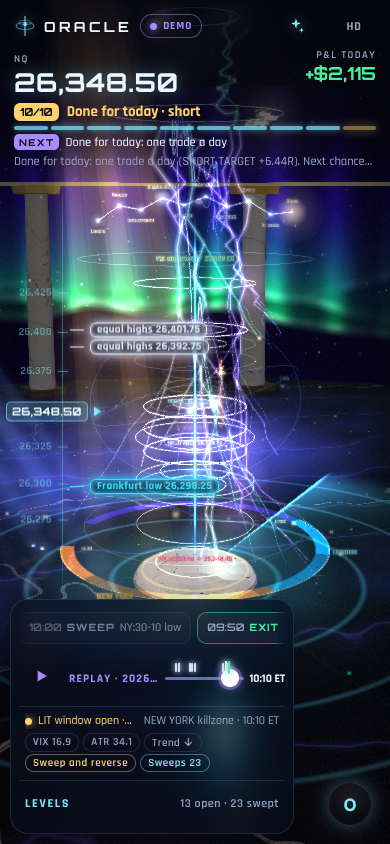 ORACLE
DEMO
HD
NQ
26,348.50
P&L TODAY
+$2,115
10/10 Done for today · short
NEXT Done for today: one trade a day
Done for today: one trade a day (SHORT TARGET +6.44R). Next chance...
26,425
26,400
equal highs 26,401.75
equal highs 26,392.75
26,375
26,348.50
26,325
26,300
Frankfurt low 26,298.25
26,275
NEW YORK
10:00 SWEEP NY:30-10 low
09:50 EXIT
REPLAY · 2026...
10:10 ET
LIT window open ·...
NEW YORK killzone · 10:10 ET
VIX 16.9
ATR 34.1
Trend ↓
Sweep and reverse
Sweeps 23
LEVELS
13 open · 23 swept
O